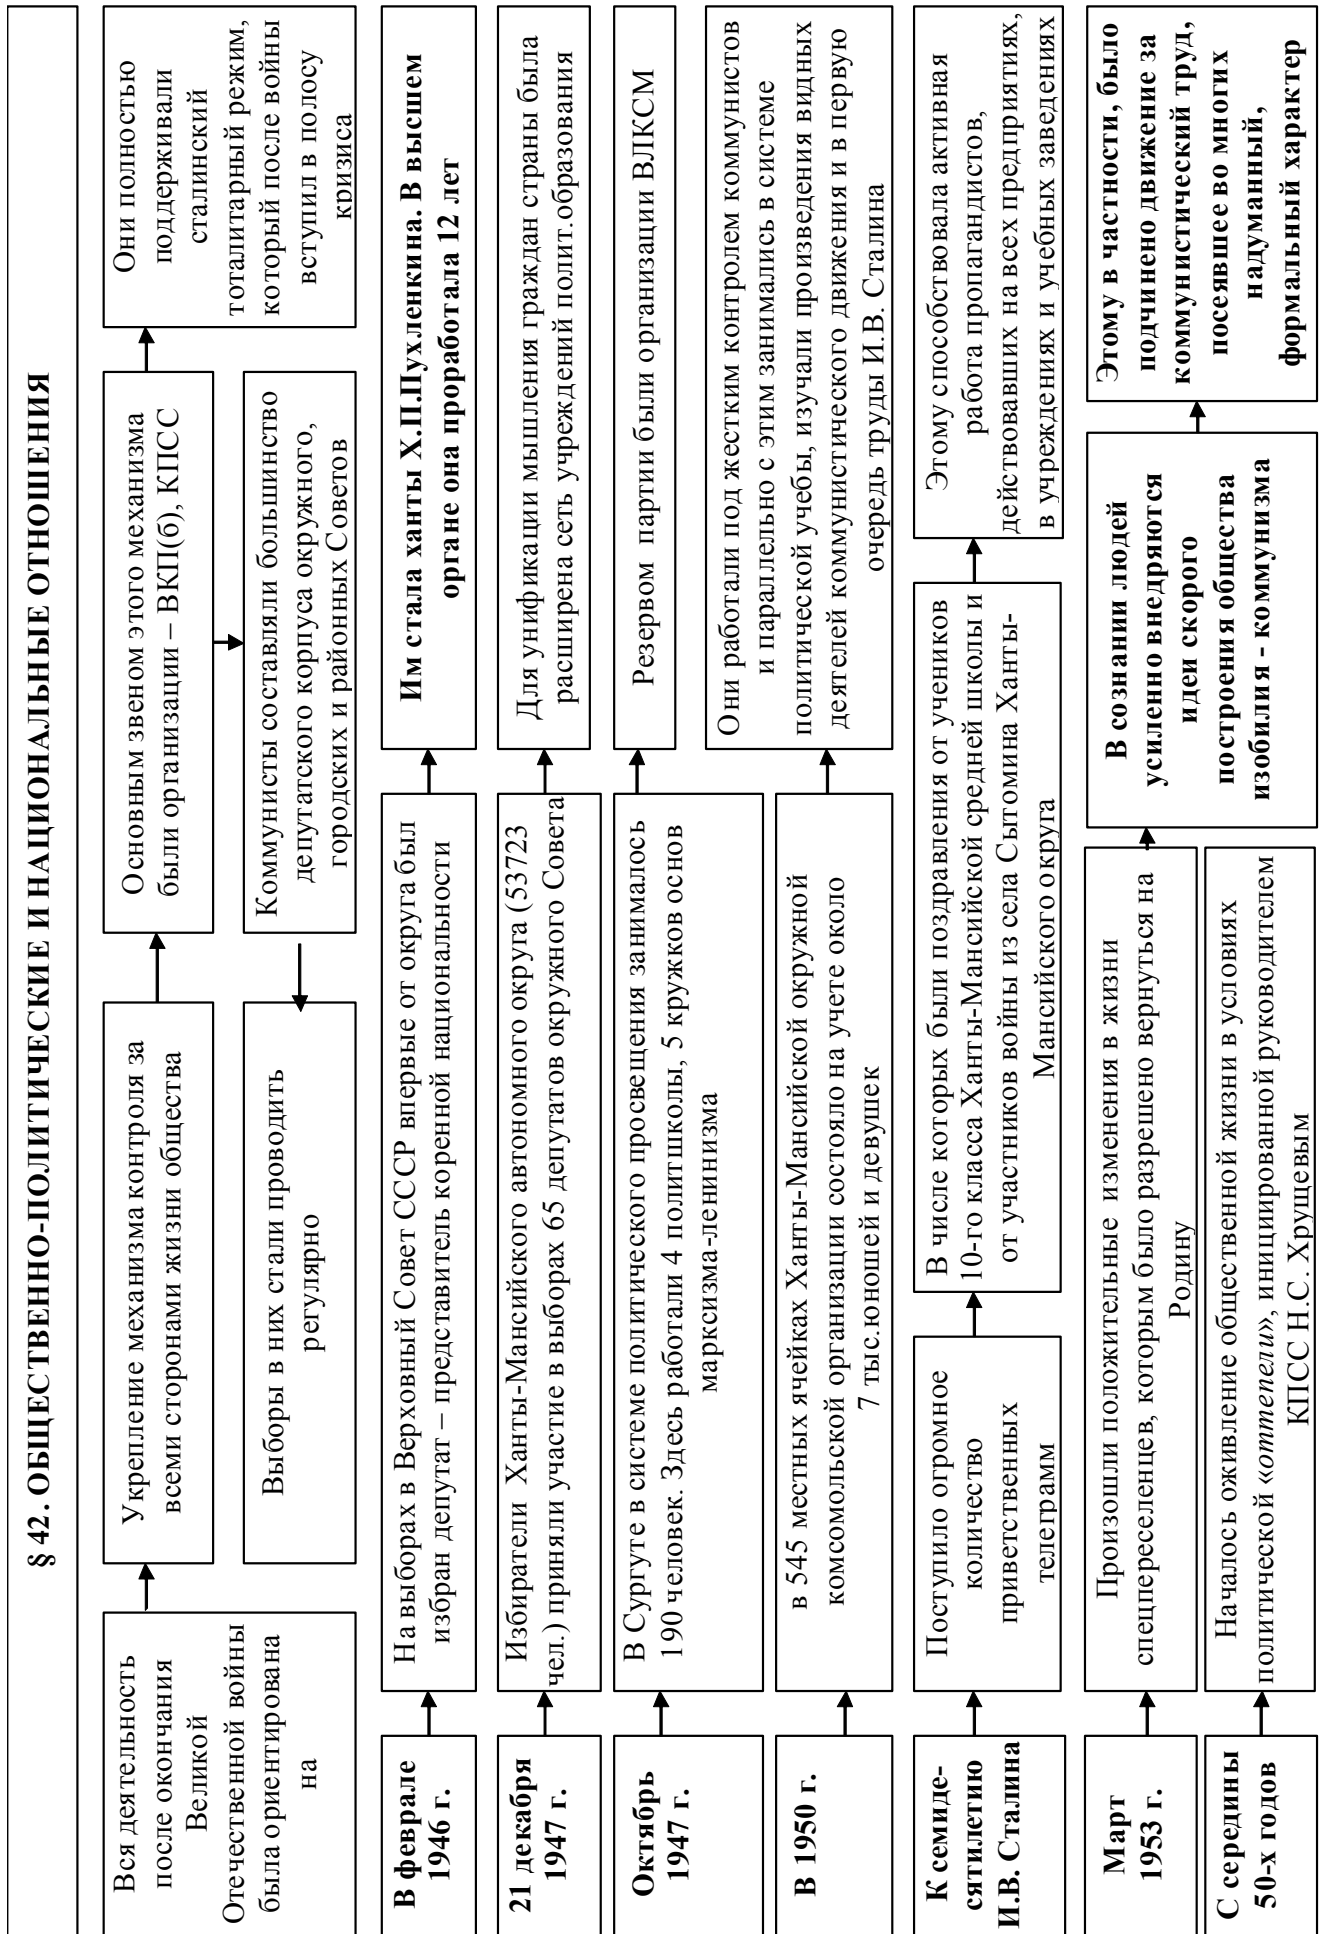 § 42. ОБЩЕСТВЕННО-ПОЛИТИЧЕСКИЕ И НАЦИОНАЛЬНЫЕ ОТНОШЕНИЯ
Вся деятельность
после окончания
Великой
Отечественной войны
была ориентирована
на
Укрепление механизма контроля за
всеми сторонами жизни общества
Основным звеном этого механизма
были организации – ВКП(б), КПСС
Они полностью
поддерживали
сталинский
тоталитарный режим,
который после войны
вступил в полосу
кризиса
Коммунисты составляли большинство
депутатского корпуса окружного,
городских и районных Советов
Выборы в них стали проводить
регулярно
В феврале
1946 г.
На выборах в Верховный Совет СССР впервые от округа был
избран депутат – представитель коренной национальности
Им стала ханты Х.П.Пухленкина. В высшем
органе она проработала 12 лет
21 декабря
1947 г.
Избиратели Ханты-Мансийского автономного округа (53723
чел.) приняли участие в выборах 65 депутатов окружного Совета
Для унификации мышления граждан страны была
расширена сеть учреждений полит.образования
Октябрь
1947 г.
В Сургуте в системе политического просвещения занималось
190 человек. Здесь работали 4 политшколы, 5 кружков основ
марксизма-ленинизма
Резервом партии были организации ВЛКСМ
В 1950 г.
в 545 местных ячейках Ханты-Мансийской окружной
комсомольской организации состояло на учете около
7 тыс.юношей и девушек
Они работали под жестким контролем коммунистов
и параллельно с этим занимались в системе
политической учебы, изучали произведения видных
деятелей коммунистического движения и в первую
очередь труды И.В. Сталина
К семиде-
сятилетию
И.В. Сталина
Поступило огромное
количество
приветственных
телеграмм
В числе которых были поздравления от учеников
10-го класса Ханты-Мансийской средней школы и
от участников войны из села Сытомина Ханты-
Мансийского округа
Этому способствовала активная
работа пропагандистов,
действовавших на всех предприятиях,
в учреждениях и учебных заведениях
Март
1953 г.
Произошли положительные изменения в жизни
спецпереселенцев, которым было разрешено вернуться на
Родину
В сознании людей
усиленно внедряются
идеи скорого
построения общества
изобилия - коммунизма
Этому в частности, было
подчинено движение за
коммунистический труд,
посеявшее во многих
надуманный,
формальный характер
С середины
50-х годов
Началось оживление общественной жизни в условиях
политической «оттепели», инициированной руководителем
КПСС Н.С. Хрущевым